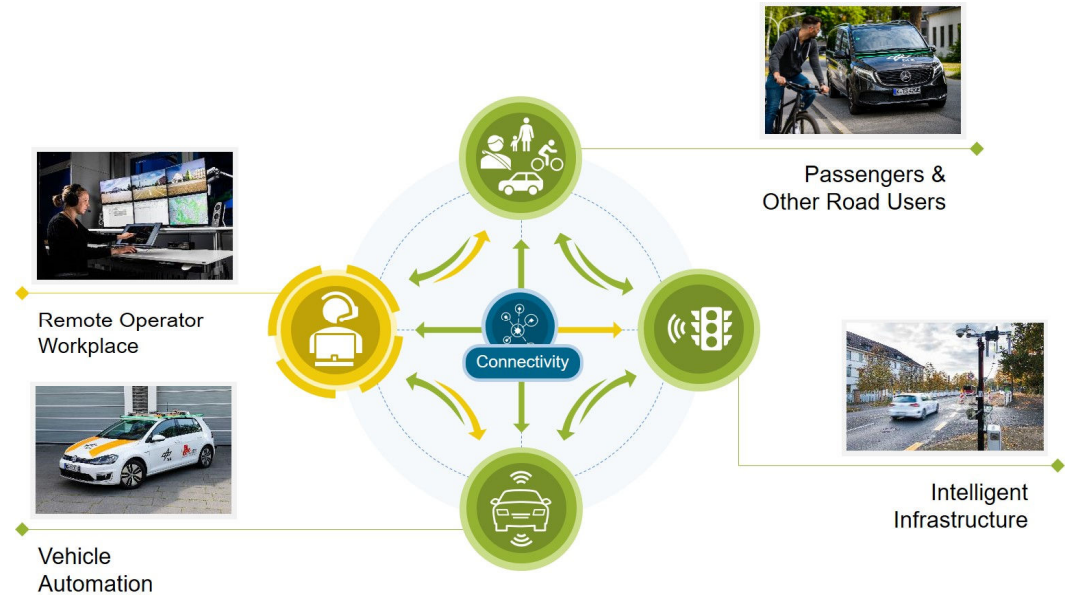 Passengers &
Other Road Users
Remote Operator
Workplace
Connectivity
Intelligent
Infrastructure
Vehicle
Automation